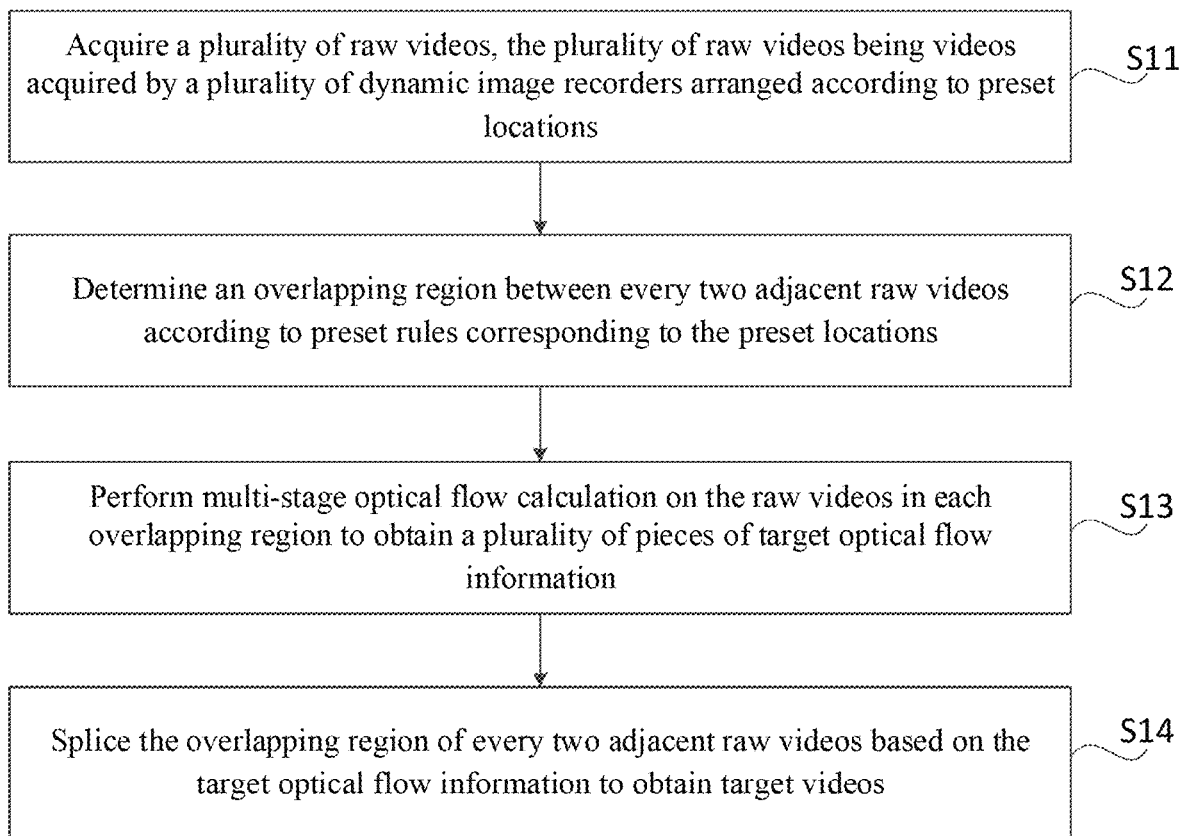 Acquire a plurality of raw videos, the plurality of raw videos being videos
acquired by a plurality of dynamic image recorders arranged according to preset
locations
S11
Determine an overlapping region between every two adjacent raw videos
according to preset rules corresponding to the preset locations
S12
Perform multi-stage optical flow calculation on the raw videos in each
overlapping region to obtain a plurality of pieces of target optical flow
information
S13
Splice the overlapping region of every two adjacent raw videos based on the
target optical flow information to obtain target videos
S14